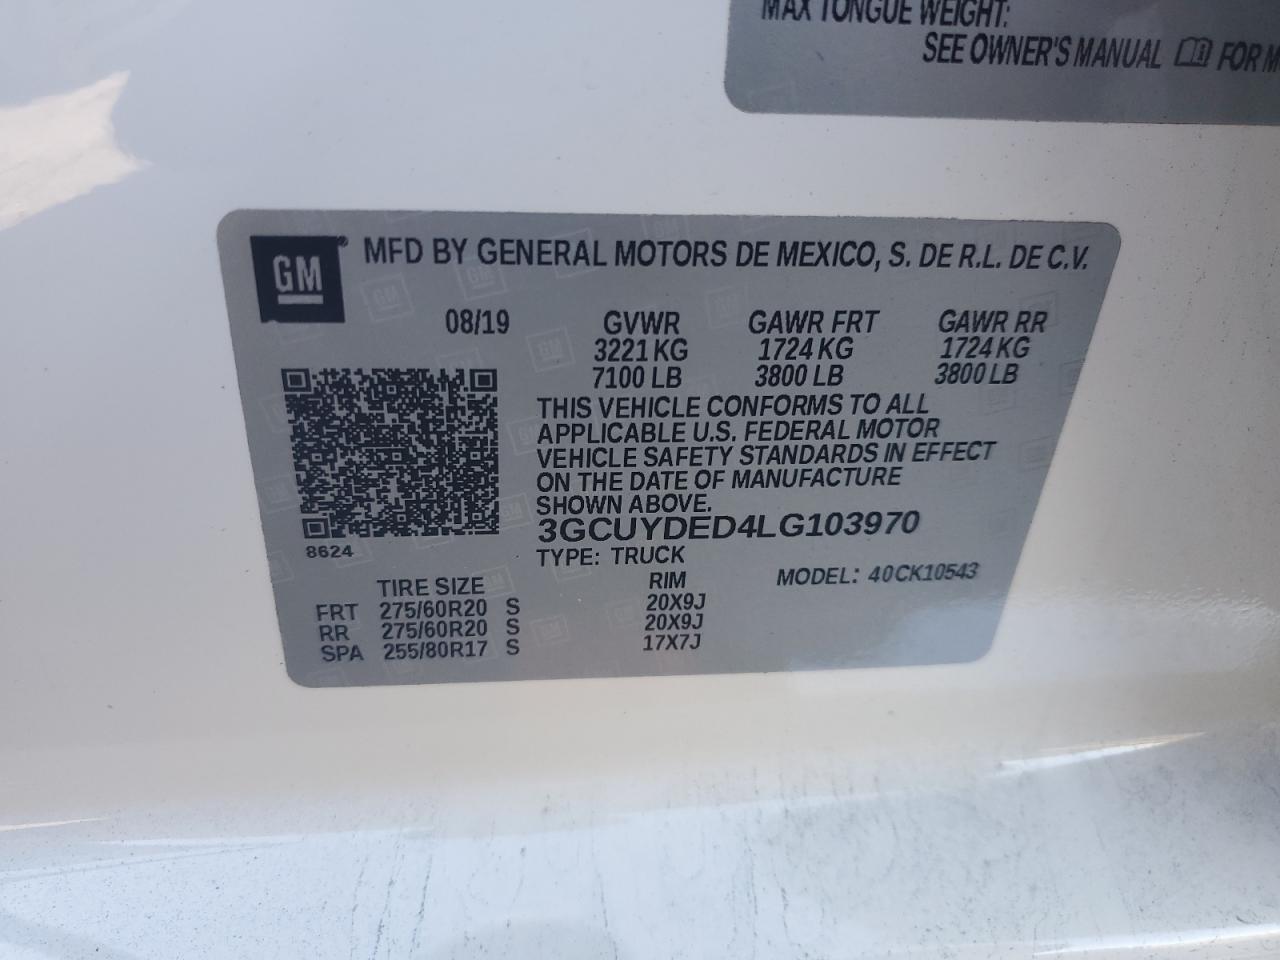 MAX TONGUE WEIGHT:
SEE OWNER'S MANUAL FOR
GM® MFD BY GENERAL MOTORS DE MEXICO, S. DE R.L. DE C.V.
08/19 GVWR GAWR FRT GAWR RR
3221 KG 1724 KG 1724 KG
7100 LB 3800 LB 3800 LB
THIS VEHICLE CONFORMS TO ALL
APPLICABLE U.S. FEDERAL MOTOR
VEHICLE SAFETY STANDARDS IN EFFECT
ON THE DATE OF MANUFACTURE
SHOWN ABOVE.
3GCUYDED4LG103970
8624
TYPE: TRUCK
MODEL: 40CK10543
TIRE SIZE RIM
FRT 275/60R20 S 20X9J
RR 275/60R20 S 20X9J
SPA 255/80R17 S 17X7J